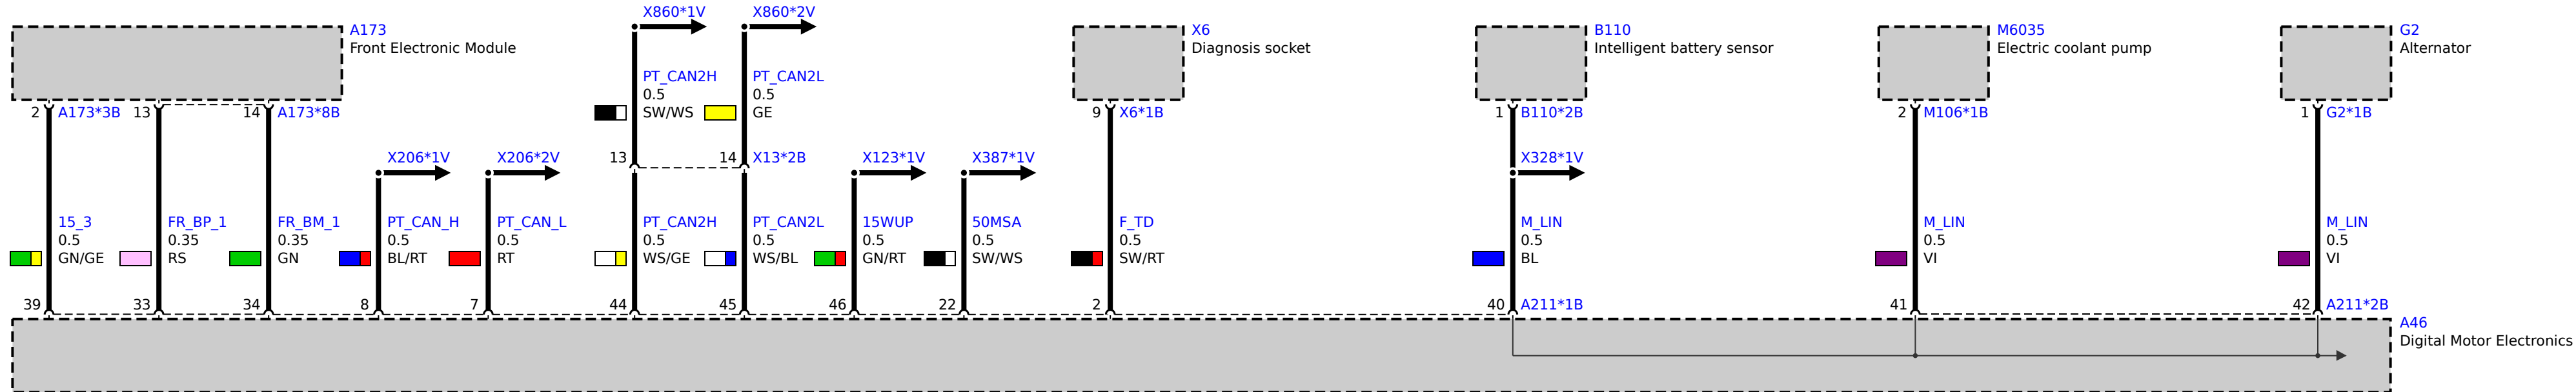 X860*1V
X860*2V
A173
Front Electronic Module
X6
Diagnosis socket
B110
Intelligent battery sensor
M6035
Electric coolant pump
G2
Alternator
PT_CAN2H
0.5
SW/WS
PT_CAN2L
0.5
GE
2
A173*3B
13
14
A173*8B
9
X6*1B
1
B110*2B
2
M106*1B
1
G2*1B
X206*1V
X206*2V
13
14
X13*2B
X123*1V
X387*1V
X328*1V
15_3
0.5
GN/GE
FR_BP_1
0.35
RS
FR_BM_1
0.35
GN
PT_CAN_H
0.5
BL/RT
PT_CAN_L
0.5
RT
PT_CAN2H
0.5
WS/GE
PT_CAN2L
0.5
WS/BL
15WUP
0.5
GN/RT
50MSA
0.5
SW/WS
F_TD
0.5
SW/RT
M_LIN
0.5
BL
M_LIN
0.5
VI
M_LIN
0.5
VI
39
33
34
8
7
44
45
46
22
2
40
A211*1B
41
42
A211*2B
A46
Digital Motor Electronics